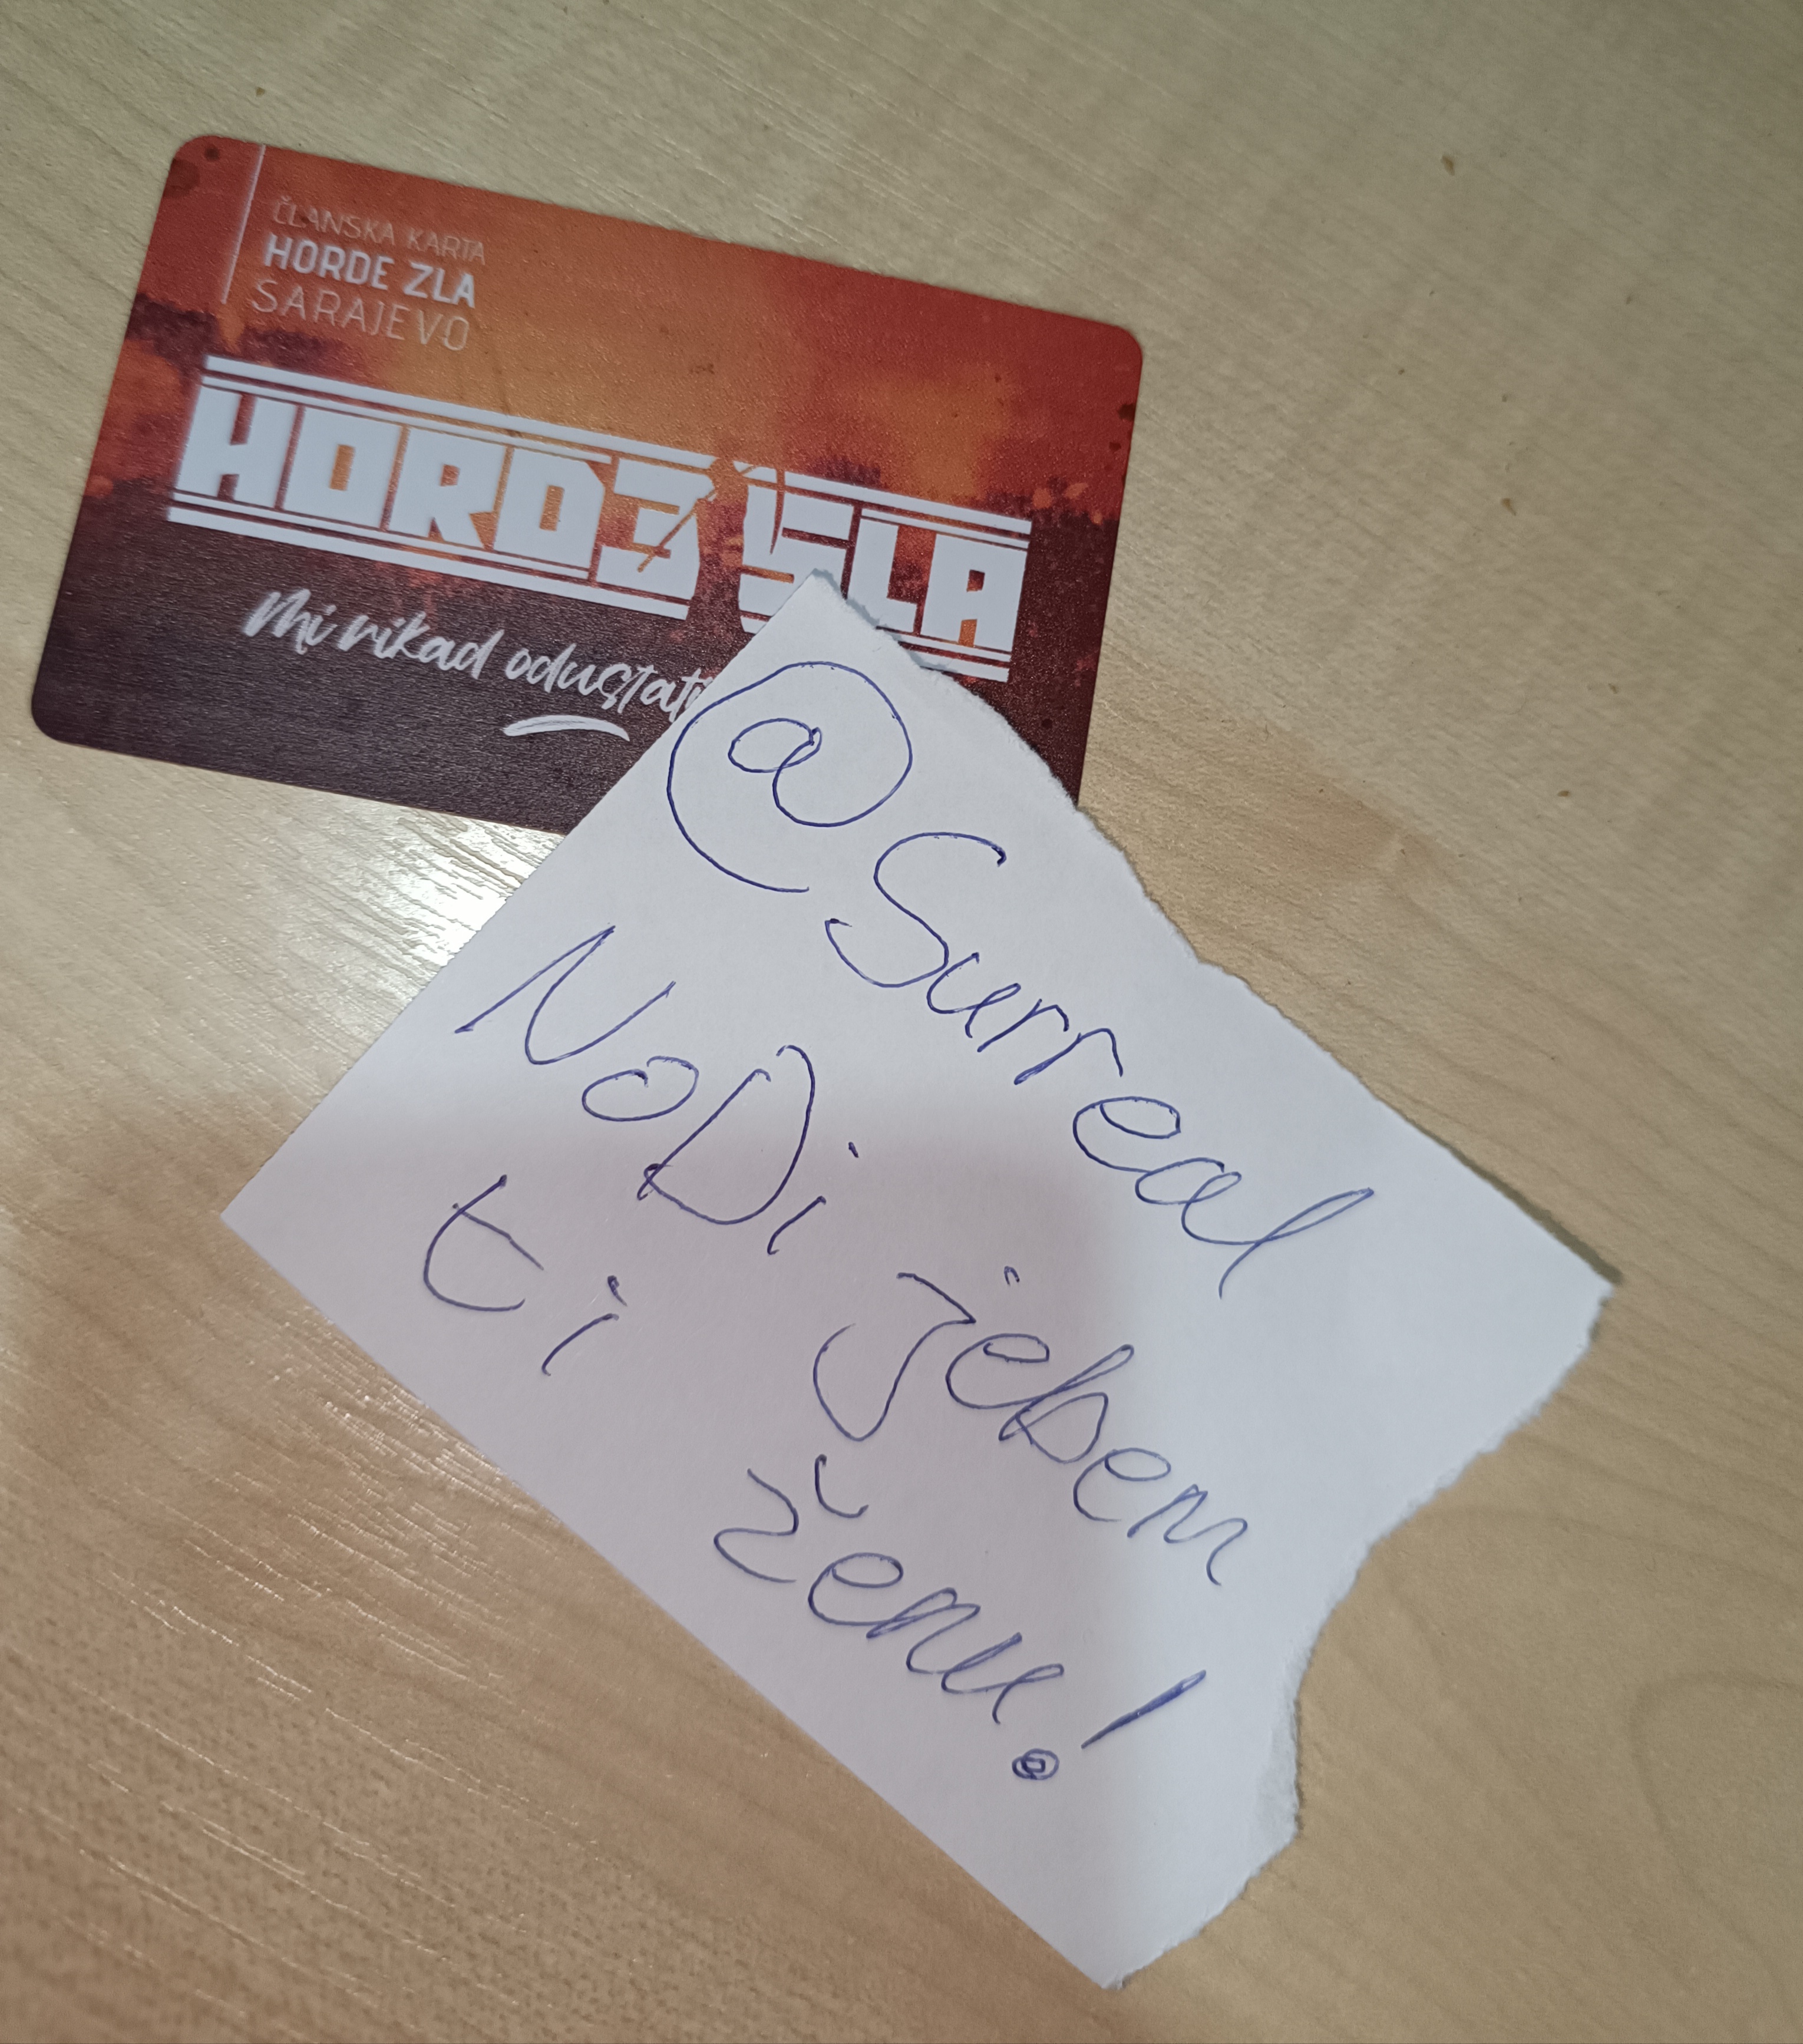 ČLANSKA KARTA
HORDE ZLA
SARAJEVO
HORDE ZLA
Mi nikad odustati
@Surreal
NoDi jebem
ti ženu!